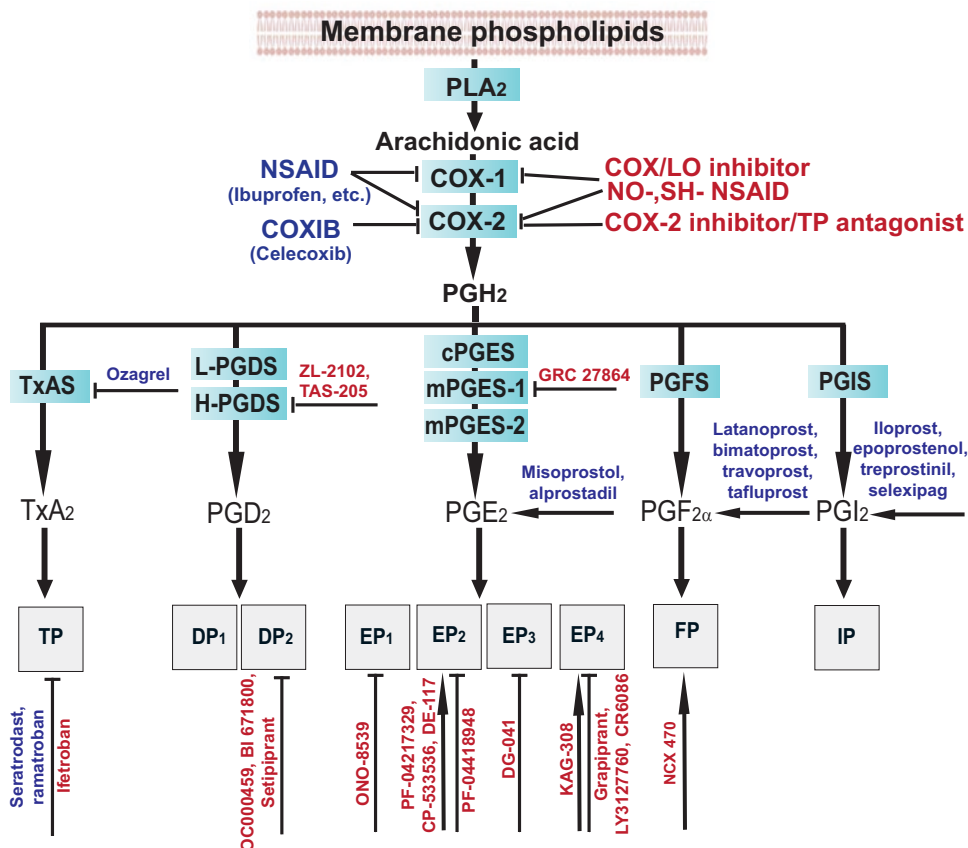 Membrane phospholipids
PLA2
Arachidonic acid
NSAID
(Ibuprofen, etc.)
COX-1
COX/LO inhibitor
NO-,SH- NSAID
COXIB
(Celecoxib)
COX-2
COX-2 inhibitor/TP antagonist
PGH2
TxAS
Ozagrel
L-PGDS
H-PGDS
ZL-2102,
TAS-205
cPGES
mPGES-1
mPGES-2
GRC 27864
PGFS
PGIS
Misoprostol,
alprostadil
Latanoprost,
bimatoprost,
travoprost,
tafluprost
Iloprost,
epoprostenol,
treprostinil,
selexipag
TxA2
PGD2
PGE2
PGF2α
PGI2
TP
DP1
DP2
EP1
EP2
EP3
EP4
FP
IP
Seratrodast,
ramatroban
Ifetroban
OC000459, BI 671800,
Setipiprant
ONO-8539
PF-04217329,
CP-533536, DE-117
PF-04418948
DG-041
KAG-308
Grapiprant,
LY3127760, CR6086
NCX 470